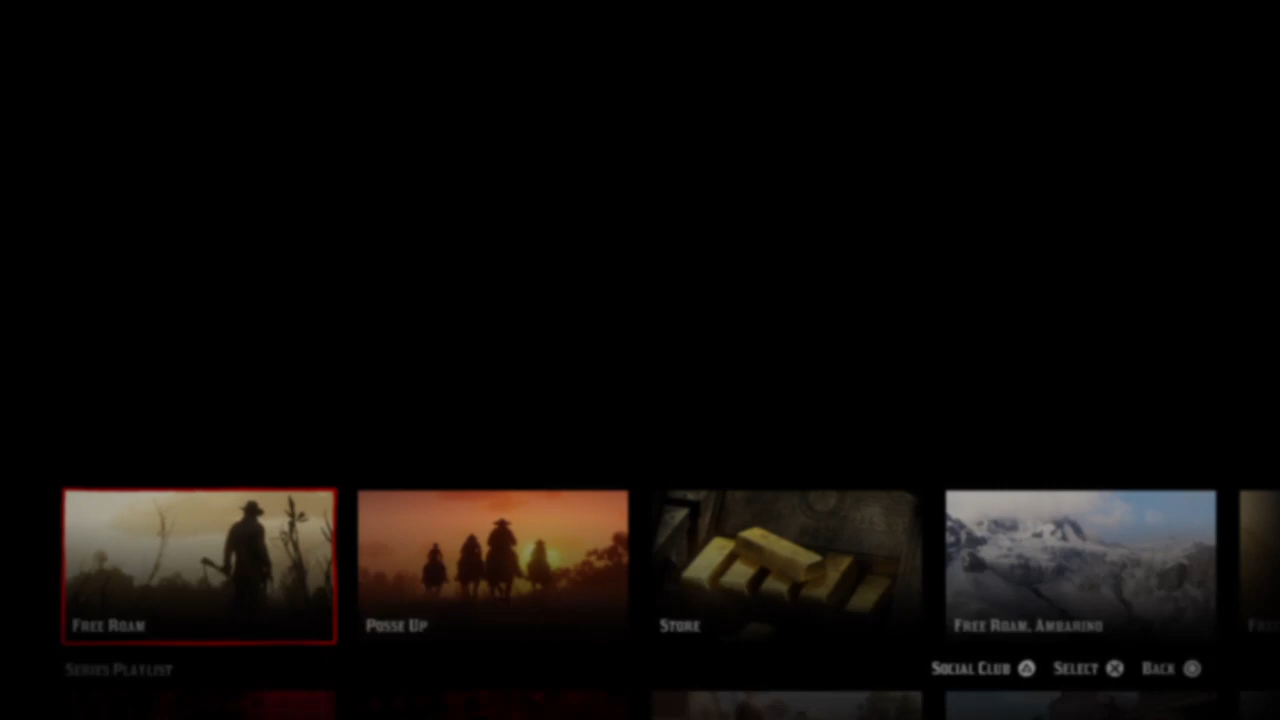 FREE ROAM
POSSE UP
STORE
FREE ROAM, AMBARINO
SERIES PLAYLIST
SOCIAL CLUB SELECT BACK